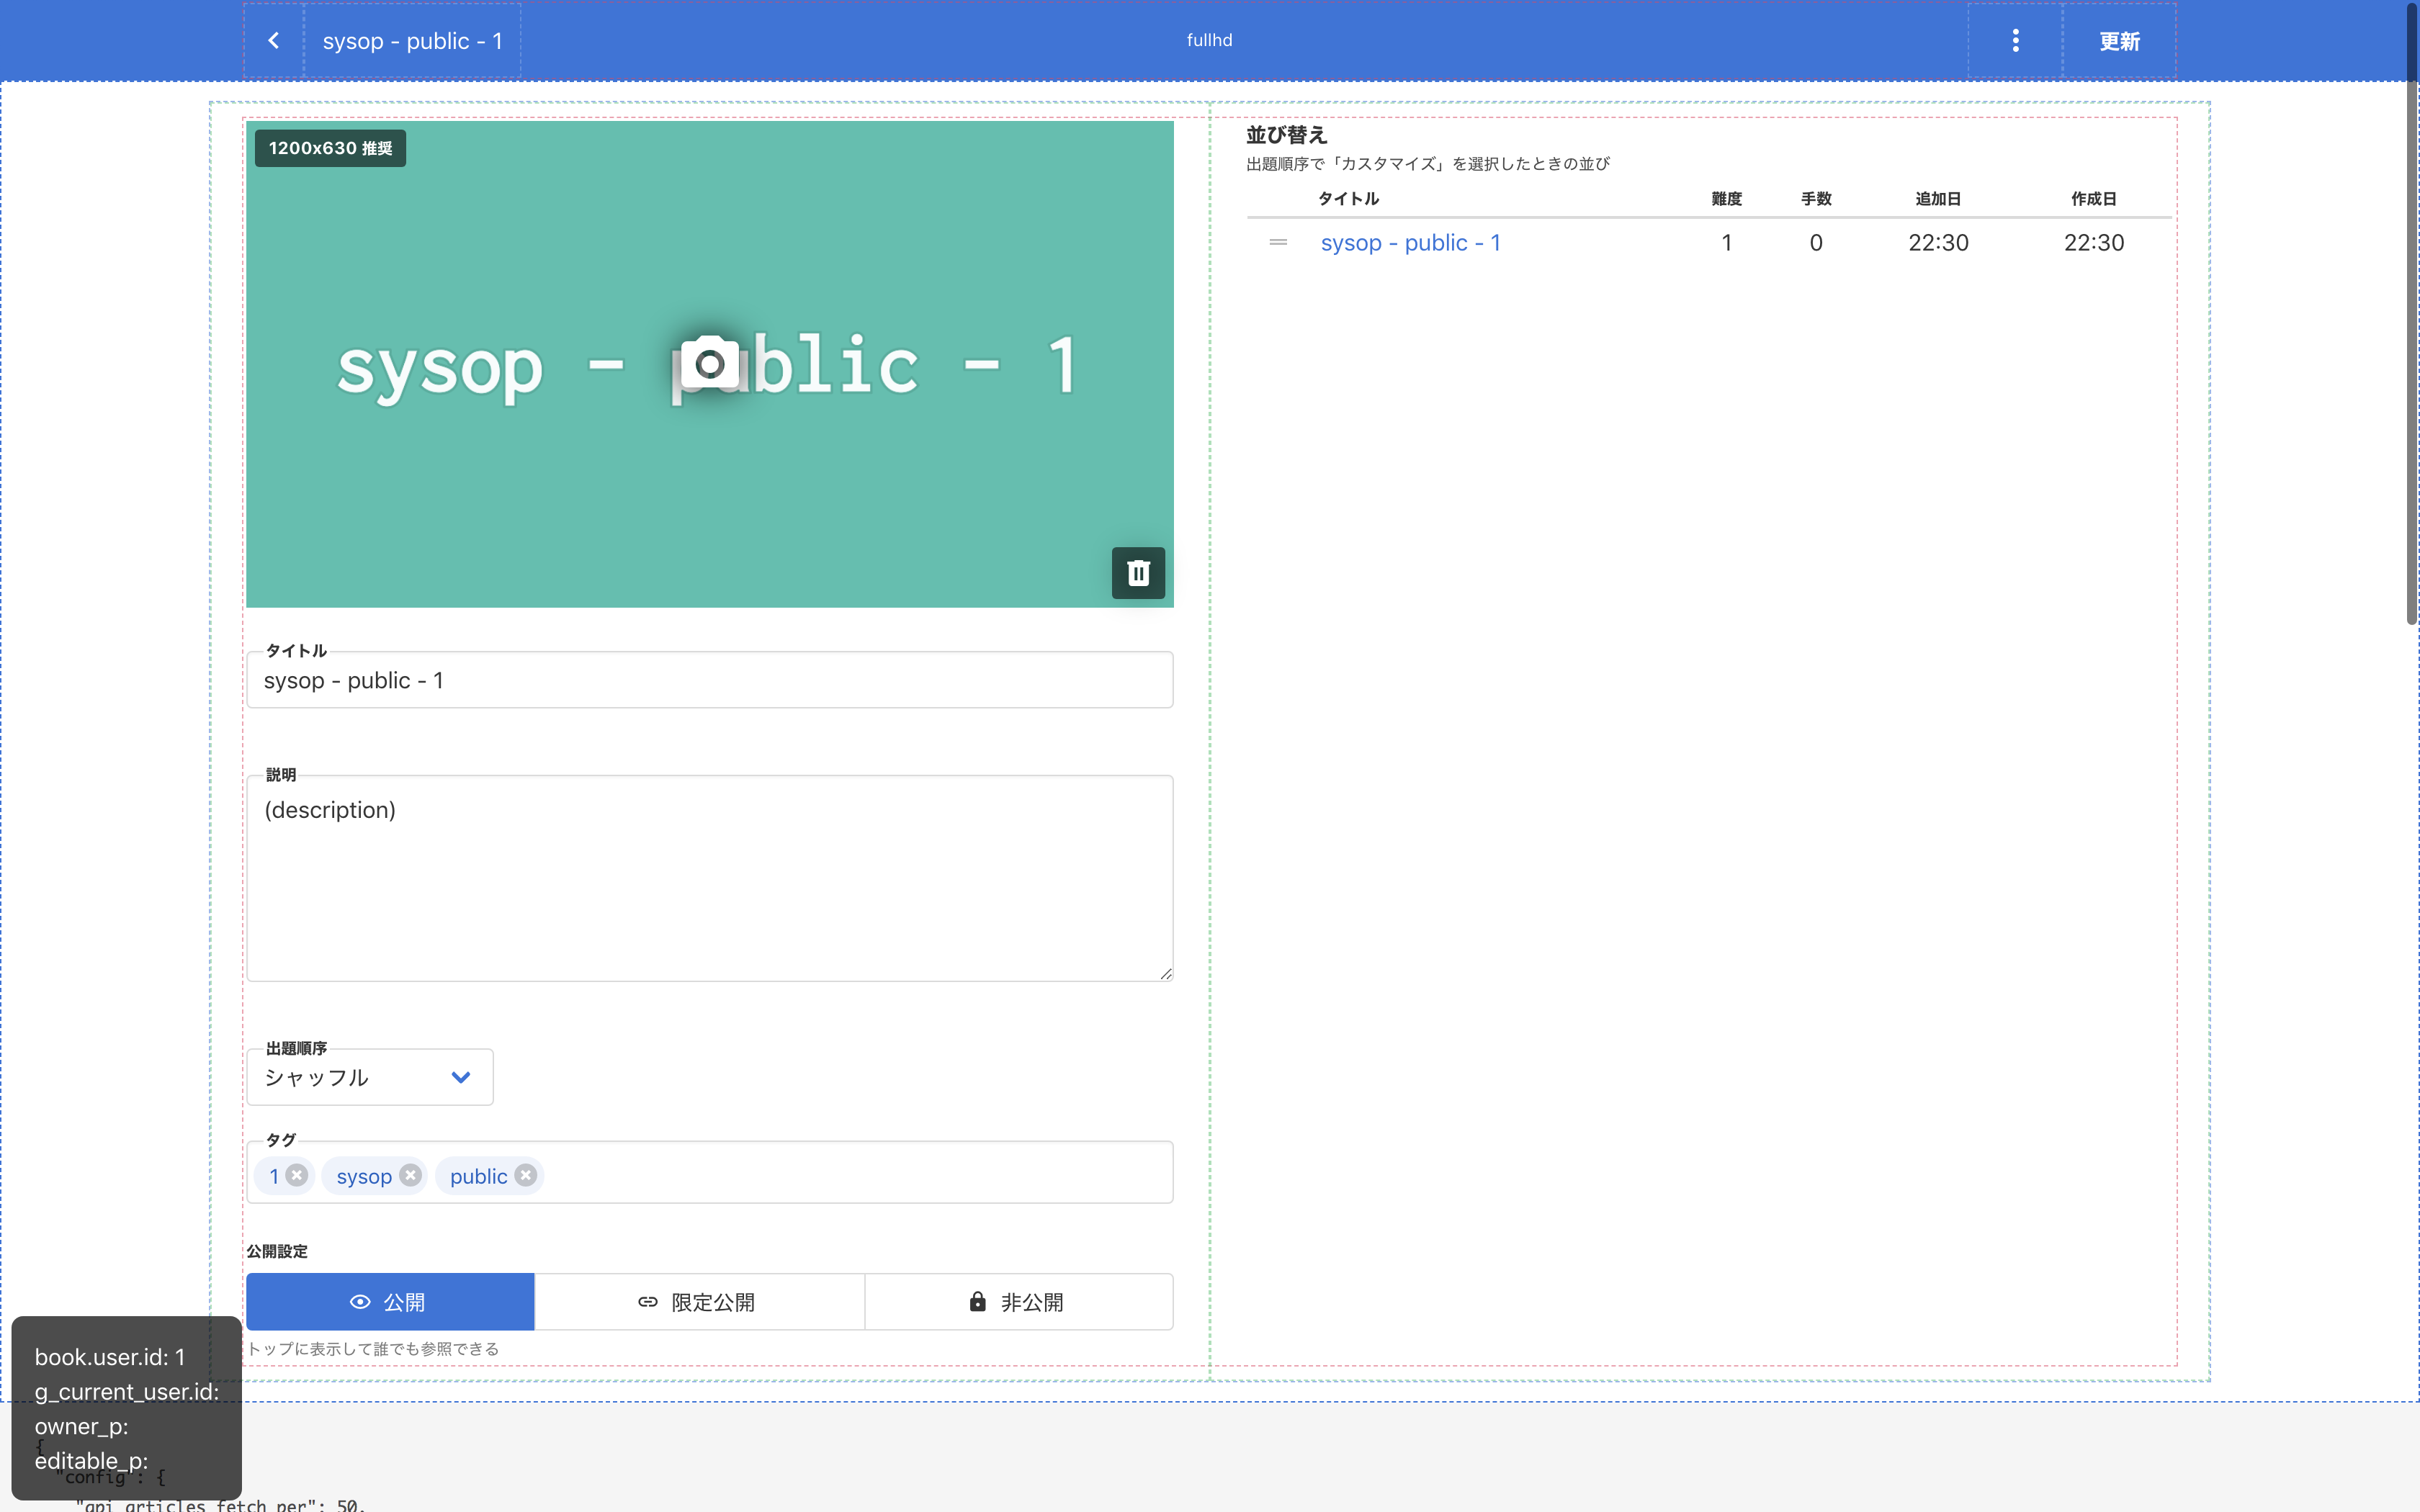 sysop - public - 1
fullhd
更新
1200x630 推奨
sysop - public - 1
タイトル
sysop - public - 1
説明
(description)
出題順序
シャッフル
タグ
1
sysop
public
公開設定
公開
限定公開
非公開
トップに表示して誰でも参照できる
並び替え
出題順序で「カスタマイズ」を選択したときの並び
タイトル 難度 手数 追加日 作成日
sysop - public - 1 1 0 22:30 22:30
book.user.id: 1
g_current_user.id:
owner_p:
editable_p:
{
"config": {
"api_articles_fetch_per": 50,